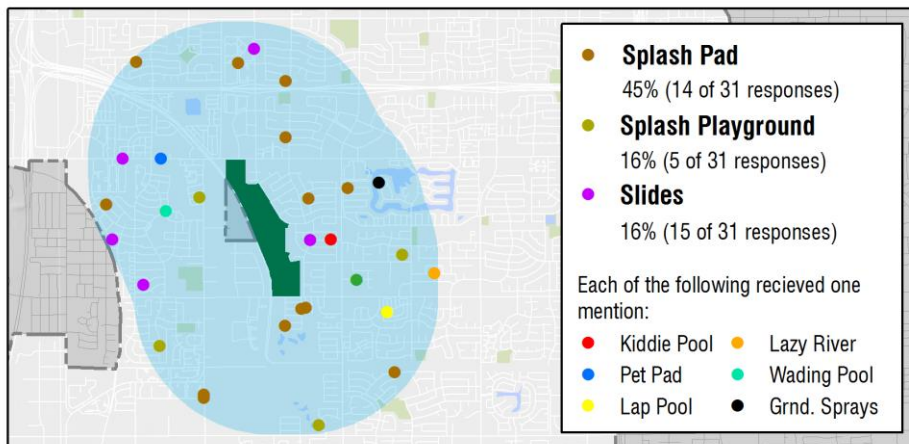 Splash Pad
45% (14 of 31 responses)
Splash Playground
16% (5 of 31 responses)
Slides
16% (15 of 31 responses)
Each of the following recieved one
mention:
Kiddie Pool
Lazy River
Pet Pad
Wading Pool
Lap Pool
Grnd. Sprays